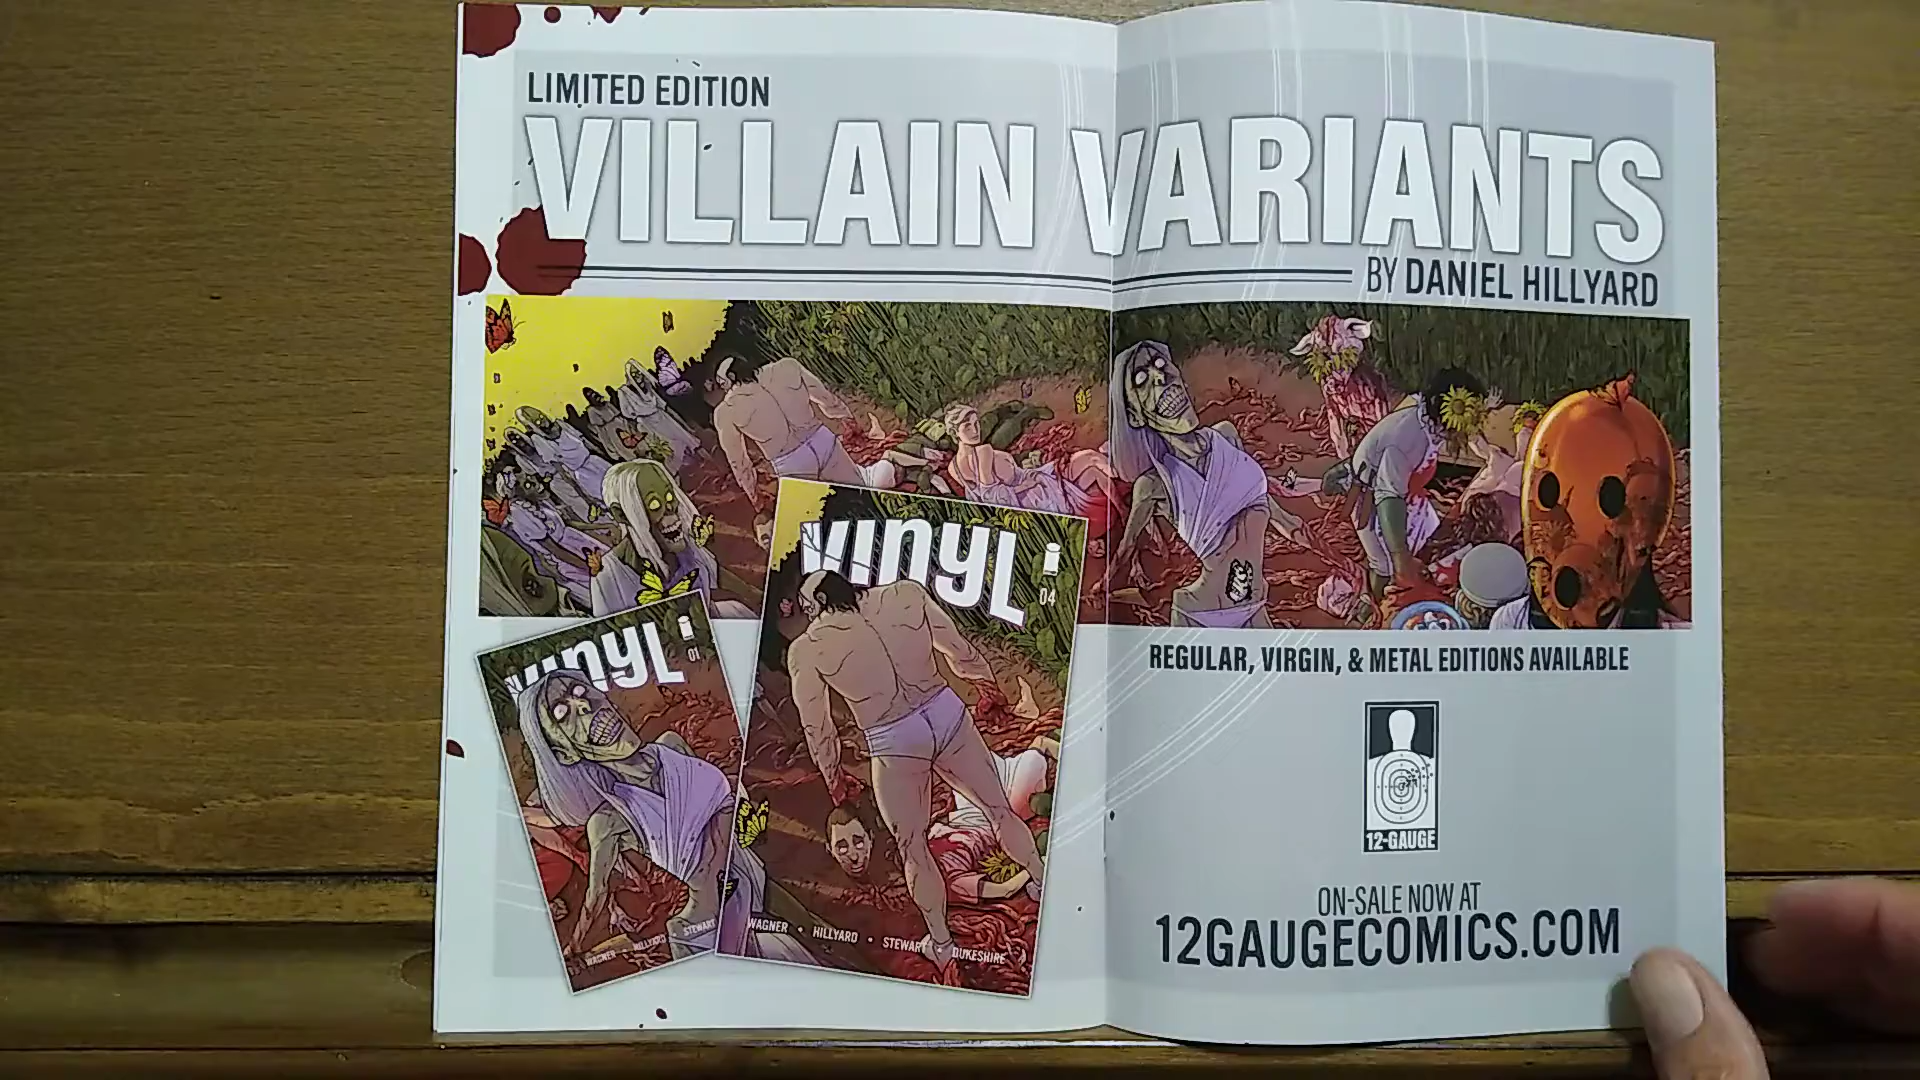 LIMITED EDITION
VILLAIN VARIANTS
BY DANIEL HILLYARD
vinyl
04
vinyl
01
WAGNER • HILLYARD • STEWART
WAGNER • HILLYARD • STEWART • DUKESHIRE
REGULAR, VIRGIN, & METAL EDITIONS AVAILABLE
12-GAUGE
ON-SALE NOW AT
12GAUGECOMICS.COM